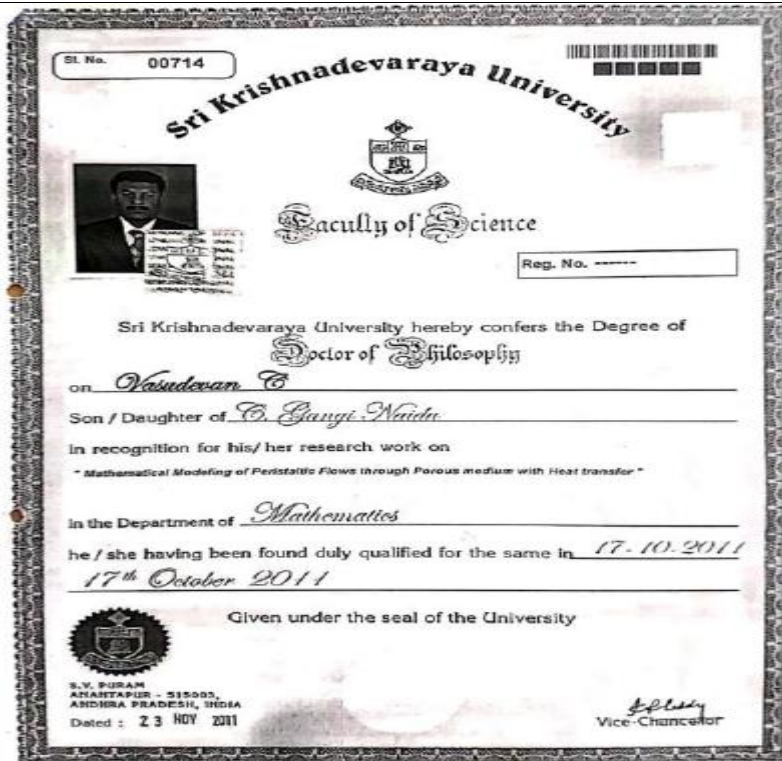 Sl. No. 00714
Sri Krishnadevaraya University
Faculty of Science
Reg. No. ------
Sri Krishnadevaraya University hereby confers the Degree of
Doctor of Philosophy
on Vasudevan C
Son / Daughter of C. Gangi Naidu
in recognition for his/ her research work on
" Mathematical Modeling of Peristaltic Flows through Porous medium with Heat transfer "
in the Department of Mathematics
he / she having been found duly qualified for the same in 17-10-2011
17th October 2011
Given under the seal of the University
S.V. PURAM
ANANTAPUR - 515003,
ANDHRA PRADESH, INDIA
Dated : 23 NOV 2011
Vice-Chancellor